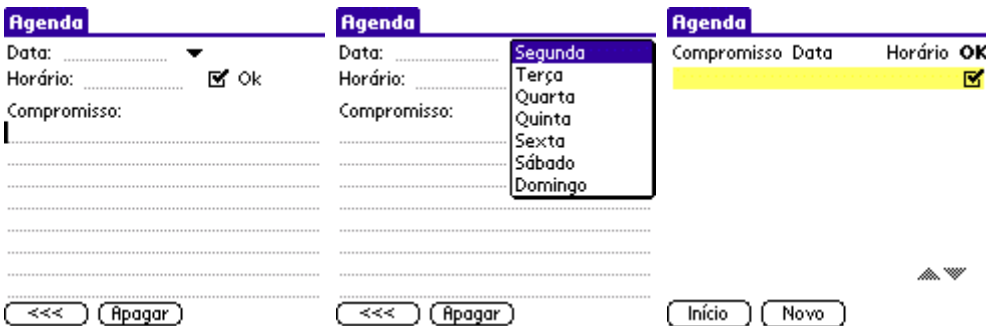 Agenda
Data:
Horário: Ok
Compromisso:
<<< Apagar
Agenda
Data: Segunda
Horário: Terça
Quarta
Compromisso: Quinta
Sexta
Sábado
Domingo
<<< Apagar
Agenda
Compromisso Data Horário OK
Início Novo